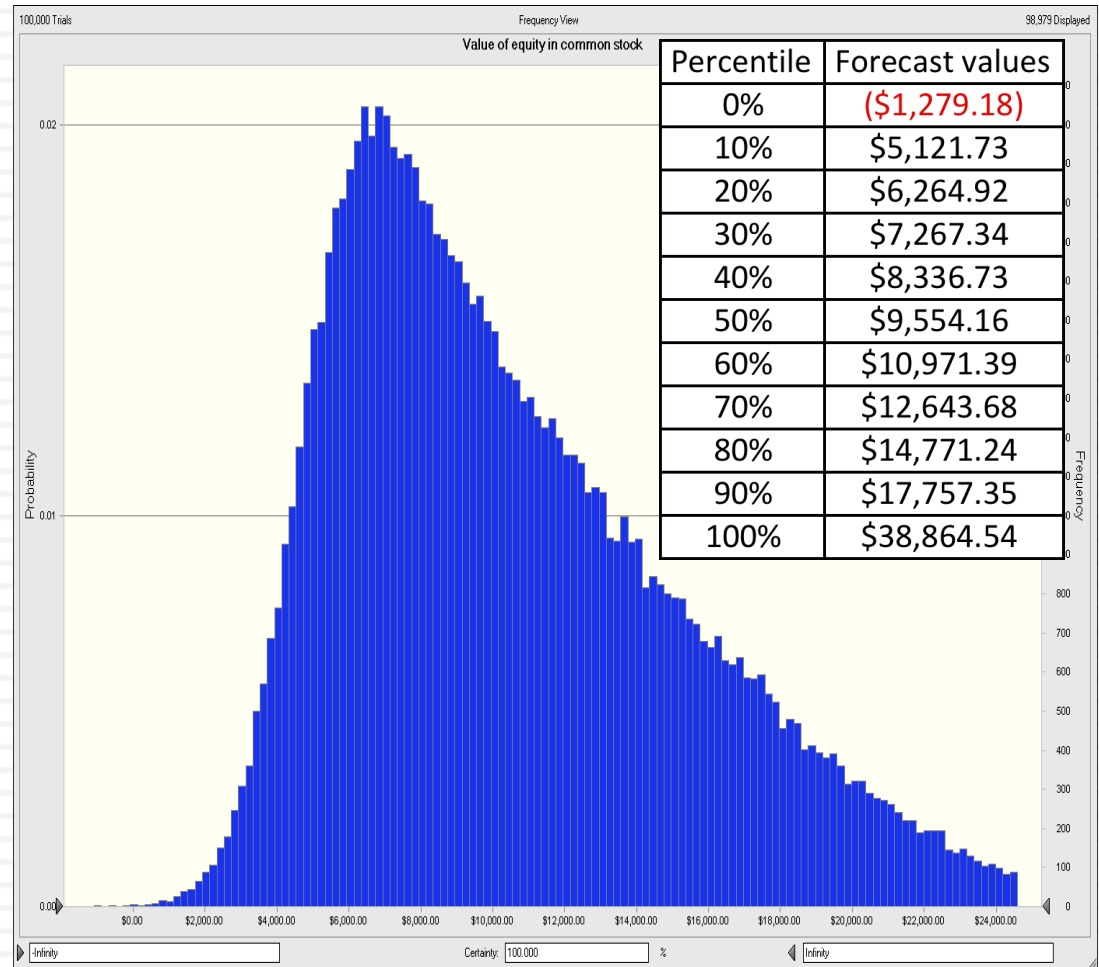 100,000 Trials
Frequency View
98,979 Displayed
Value of equity in common stock
Percentile Forecast values
0% ($1,279.18)
10% $5,121.73
20% $6,264.92
30% $7,267.34
40% $8,336.73
50% $9,554.16
60% $10,971.39
70% $12,643.68
80% $14,771.24
90% $17,757.35
100% $38,864.54
Probability
0.02
0.01
0.00
Frequency
800
700
600
500
400
300
200
100
0
$0.00 $2,000.00 $4,000.00 $6,000.00 $8,000.00 $10,000.00 $12,000.00 $14,000.00 $16,000.00 $18,000.00 $20,000.00 $22,000.00 $24,000.00
-Infinity
Certainty: 100.000 %
Infinity